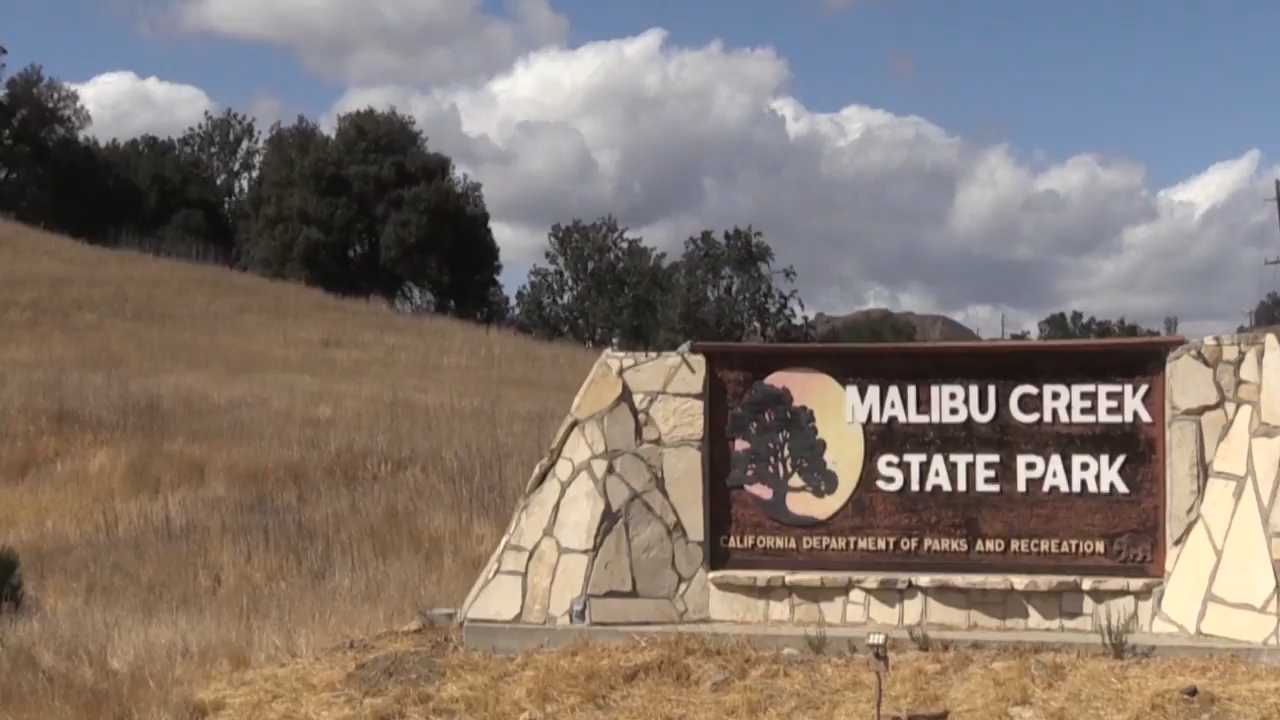 MALIBU CREEK
STATE PARK
CALIFORNIA DEPARTMENT OF PARKS AND RECREATION